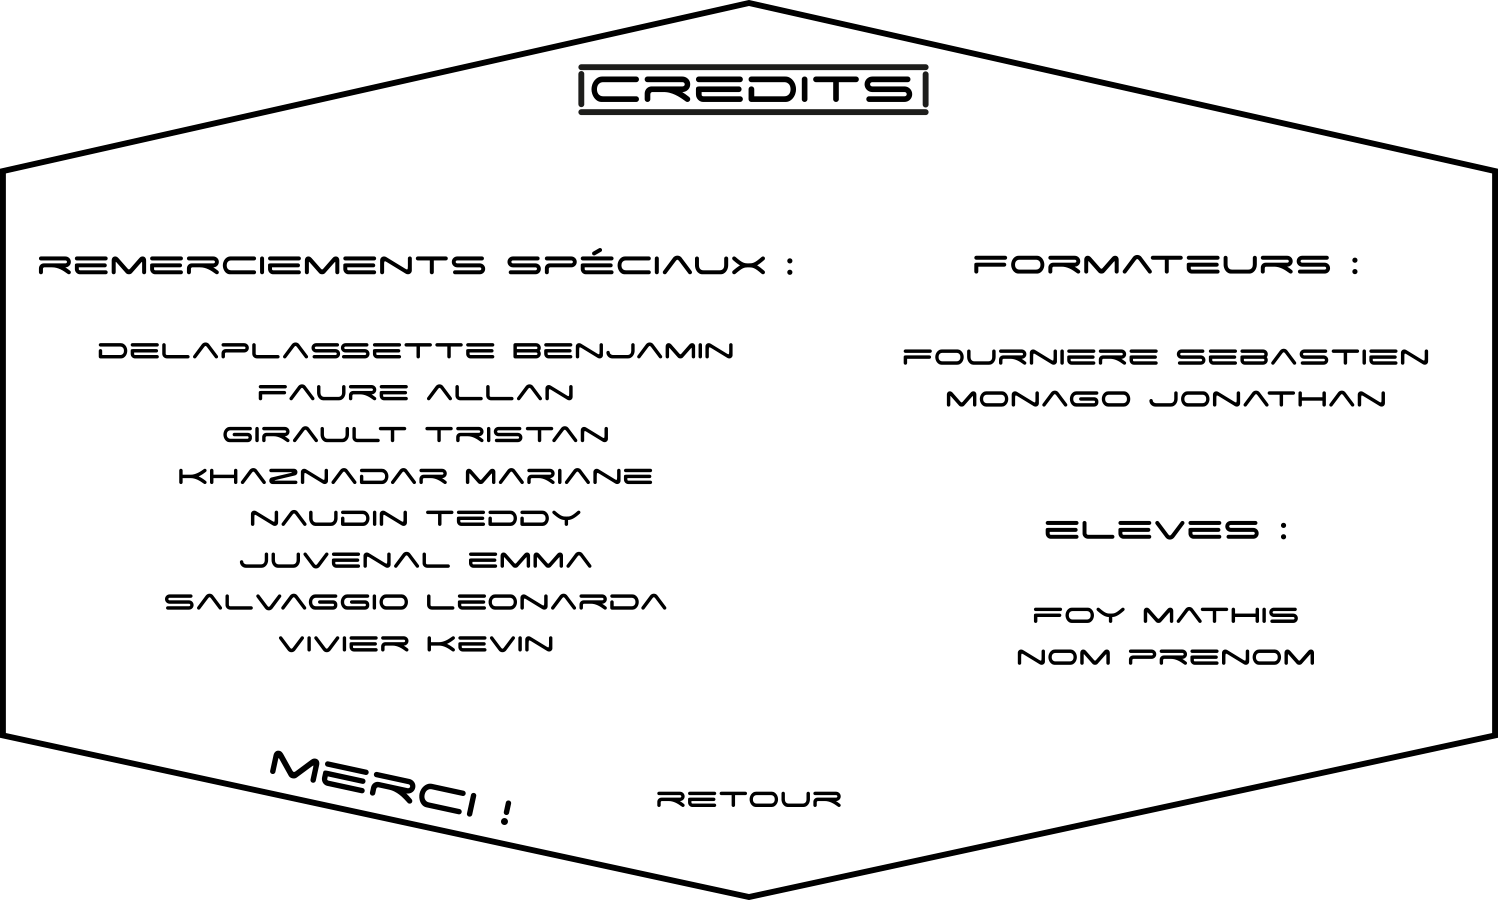 CREDITS
REMERCIEMENTS SPÉCIAUX :
DELAPLASSETTE BENJAMIN
FAURE ALLAN
GIRAULT TRISTAN
KHAZNADAR MARIANE
NAUDIN TEDDY
JUVENAL EMMA
SALVAGGIO LEONARDA
VIVIER KEVIN
FORMATEURS :
FOURNIERE SEBASTIEN
MONAGO JONATHAN
ELEVES :
FOY MATHIS
NOM PRENOM
MERCI !
RETOUR